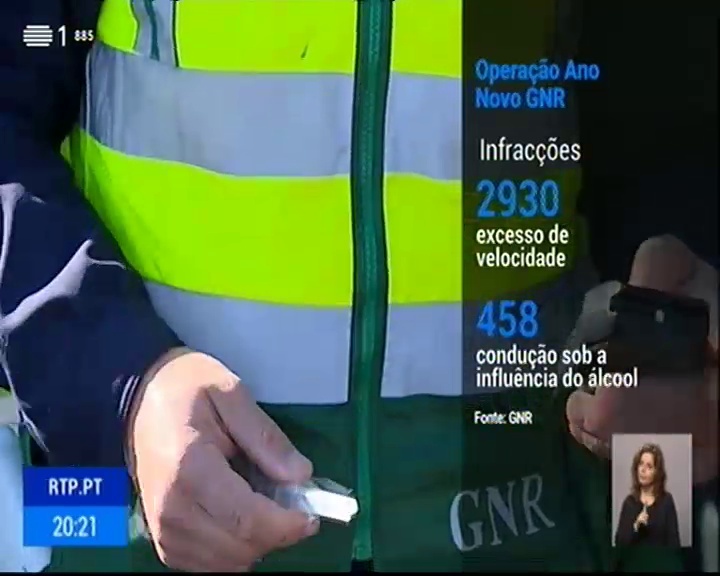 1 885
Operação Ano
Novo GNR
Infracções
2930
excesso de
velocidade
458
condução sob a
influência do álcool
Fonte: GNR
GNR
RTP.PT
20:21